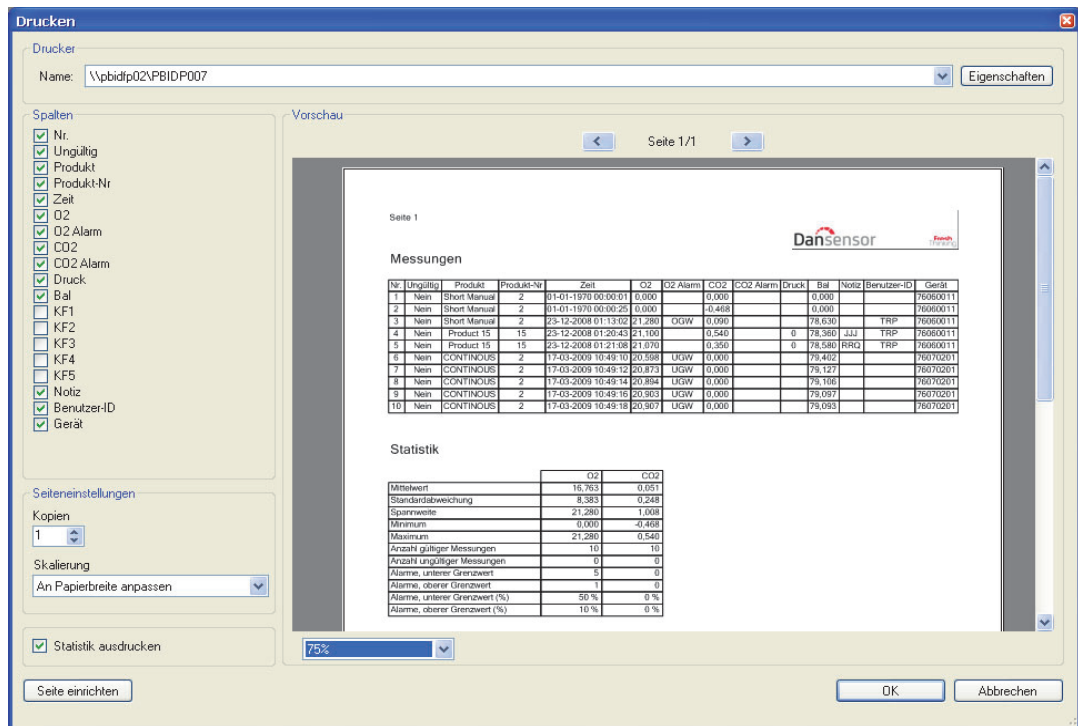 Drucken
Drucker
Name: \\pbidfp02\PBIDP007 Eigenschaften
Spalten
Nr.
Ungültig
Produkt
Produkt-Nr
Zeit
O2
O2 Alarm
CO2
CO2 Alarm
Druck
Bal
KF1
KF2
KF3
KF4
KF5
Notiz
Benutzer-ID
Gerät
Seiteneinstellungen
Kopien
1
Skalierung
An Papierbreite anpassen
Statistik ausdrucken
Seite einrichten
Vorschau
< Seite 1/1 >
Seite 1
Dansensor
Messungen
Nr. Ungültig Produkt Produkt-Nr Zeit O2 O2 Alarm CO2 CO2 Alarm Druck Bal Notiz Benutzer-ID Gerät
1 Nein Short Manual 2 01-01-1970 00:00:01 0,000 0,000 0,000 76060011
2 Nein Short Manual 2 01-01-1970 00:00:25 0,000 -0,468 0,000 76060011
3 Nein Short Manual 2 23-12-2008 01:13:02 21,280 OGW 0,090 78,630 TRP 76060011
4 Nein Product 15 15 23-12-2008 01:20:43 21,100 0,540 0 78,360 JJJ TRP 76060011
5 Nein Product 15 15 23-12-2008 01:21:08 21,070 0,350 0 78,580 RRQ TRP 76060011
6 Nein CONTINOUS 2 17-03-2009 10:49:10 20,598 UGW 0,000 79,402 76070201
7 Nein CONTINOUS 2 17-03-2009 10:49:12 20,873 UGW 0,000 79,127 76070201
8 Nein CONTINOUS 2 17-03-2009 10:49:14 20,894 UGW 0,000 79,106 76070201
9 Nein CONTINOUS 2 17-03-2009 10:49:16 20,903 UGW 0,000 79,097 76070201
10 Nein CONTINOUS 2 17-03-2009 10:49:18 20,907 UGW 0,000 79,093 76070201
Statistik
O2 CO2
Mittelwert 16,763 0,051
Standardabweichung 8,383 0,248
Spannweite 21,280 1,008
Minimum 0,000 -0,468
Maximum 21,280 0,540
Anzahl gültiger Messungen 10 10
Anzahl ungültiger Messungen 0 0
Alarme, unterer Grenzwert 5 0
Alarme, oberer Grenzwert 1 0
Alarme, unterer Grenzwert (%) 50 % 0 %
Alarme, oberer Grenzwert (%) 10 % 0 %
75%
OK Abbrechen